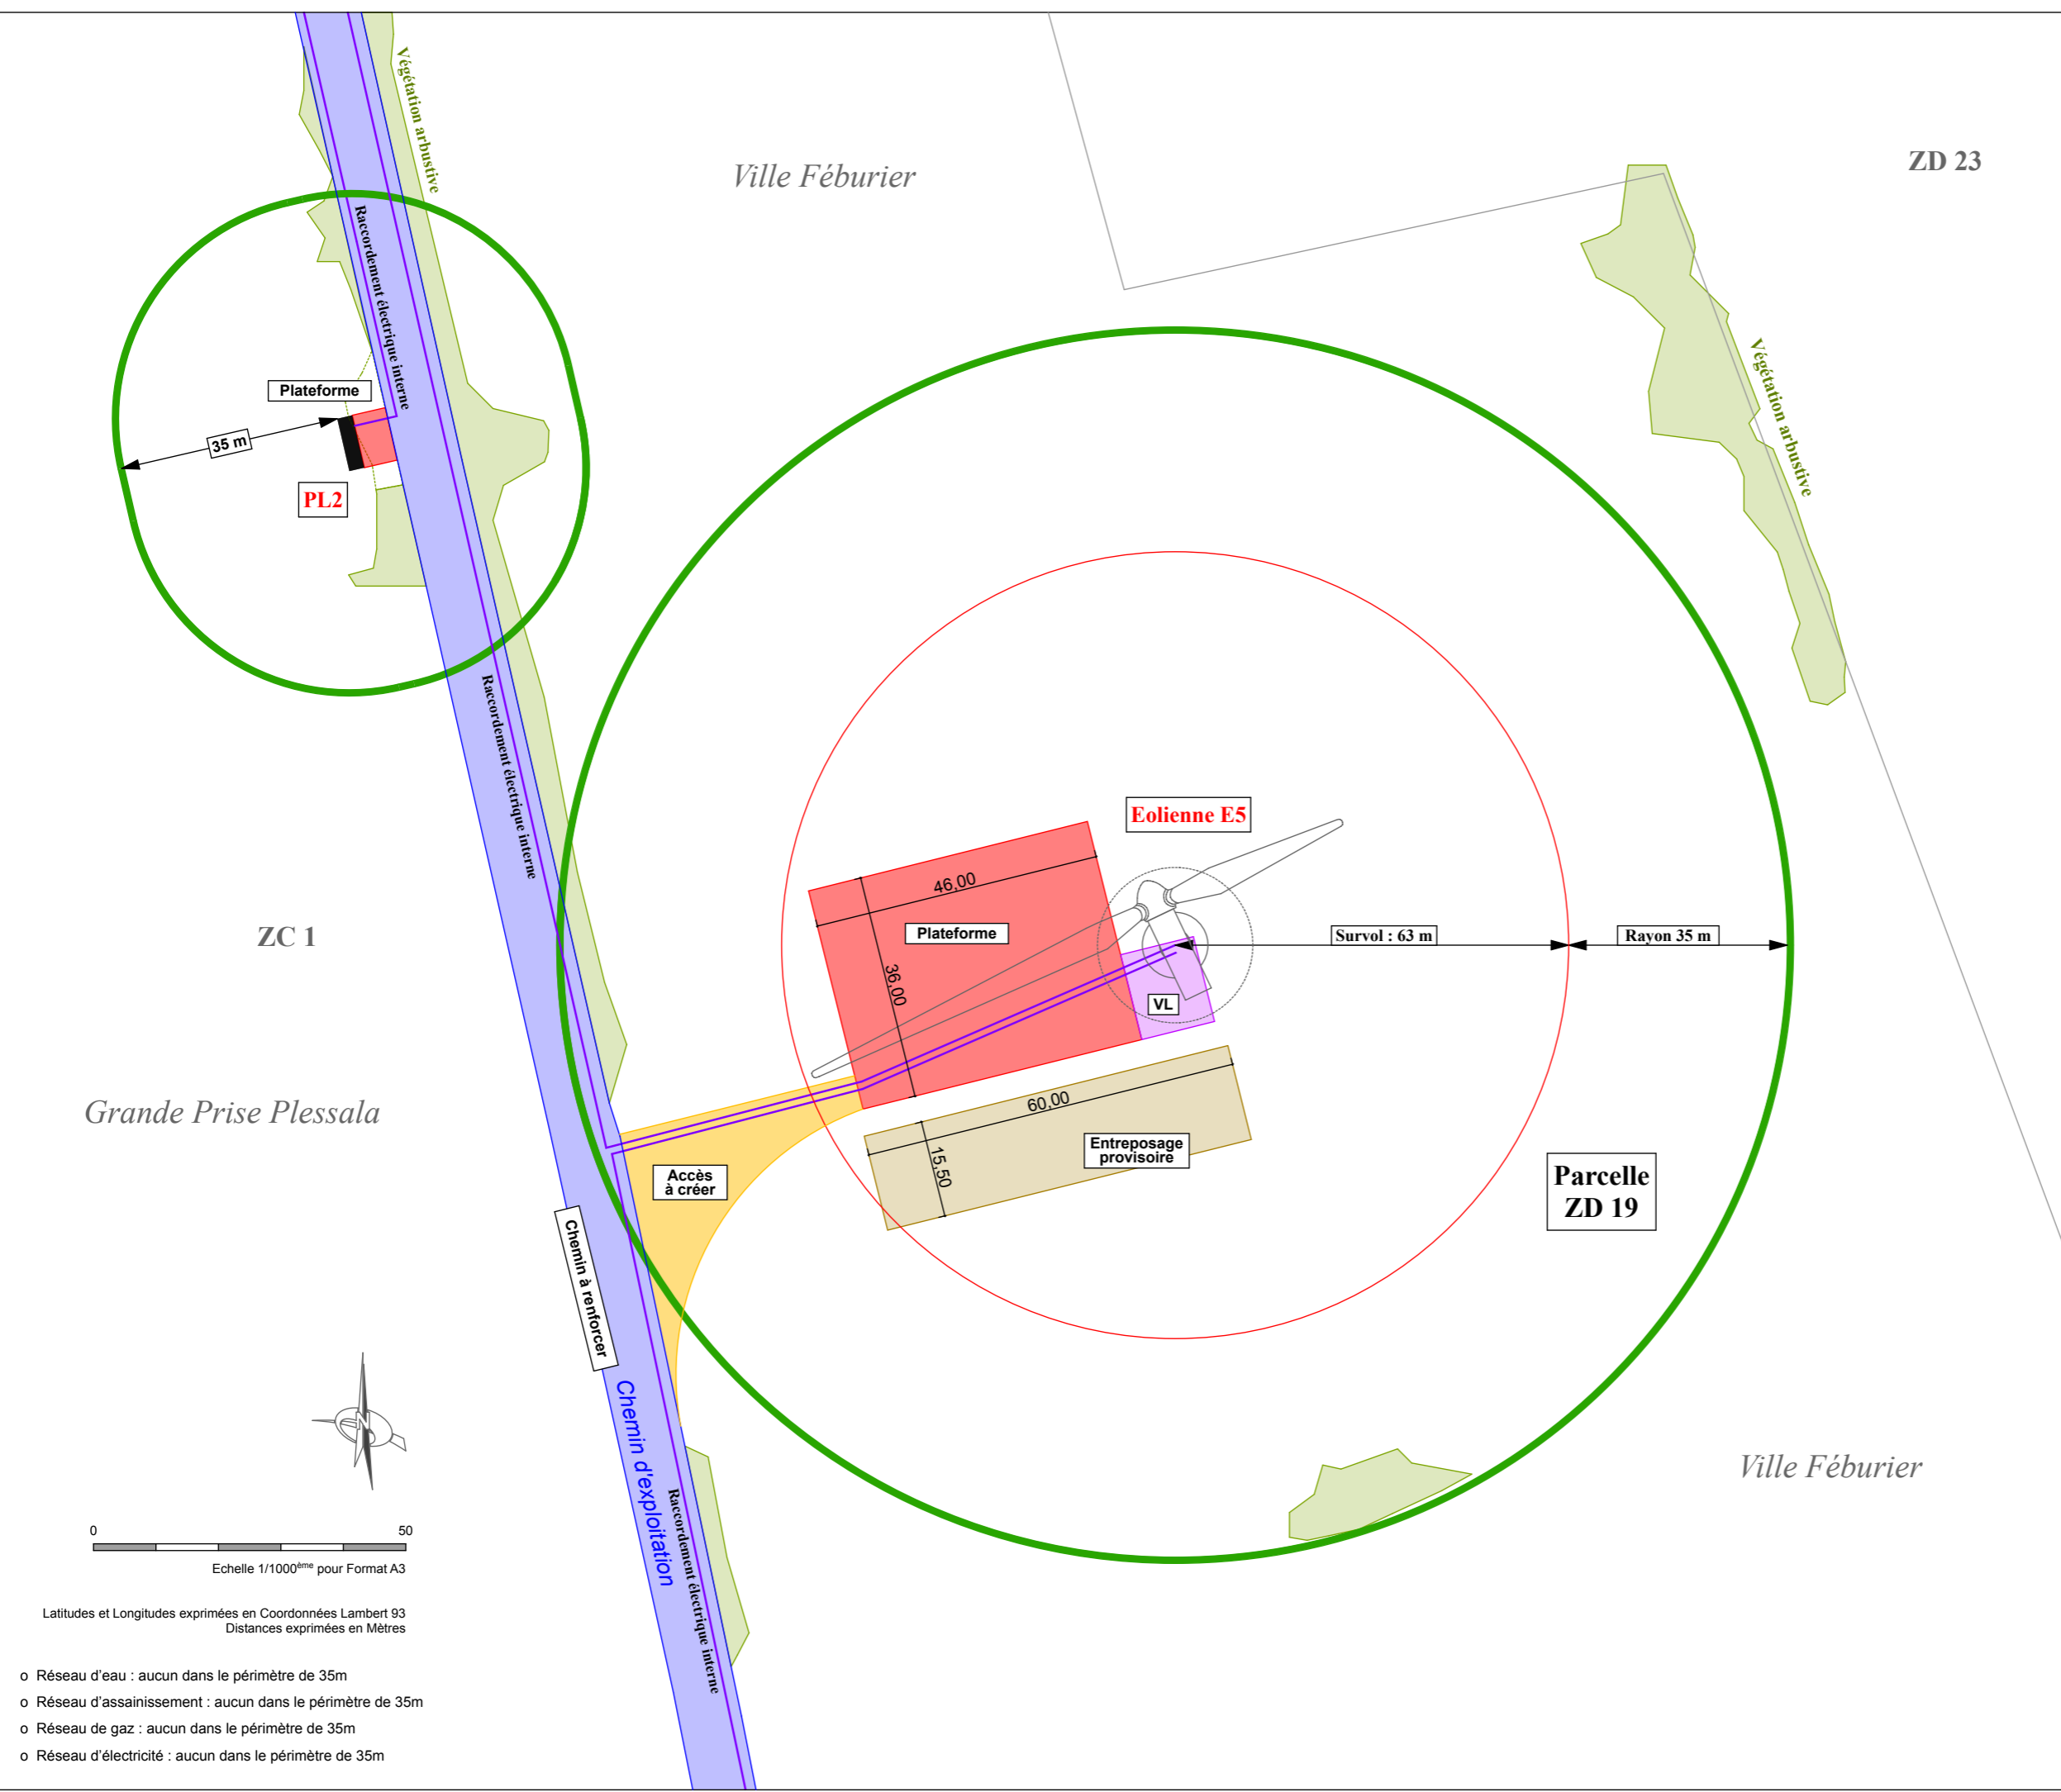 Végétation arbustive
Ville Féburier
ZD 23
Raccordement électrique interne
Plateforme
35 m
PL2
Végétation arbustive
Raccordement électrique interne
Eolienne E5
46,00
Plateforme
36,00
Survol : 63 m
Rayon 35 m
VL
ZC 1
Grande Prise Plessala
60,00
Entreposage
provisoire
15,50
Accès
à créer
Parcelle
ZD 19
Chemin à renforcer
Chemin d'exploitation
Raccordement électrique interne
Ville Féburier
N
0 50
Echelle 1/1000ème pour Format A3
Latitudes et Longitudes exprimées en Coordonnées Lambert 93
Distances exprimées en Mètres
o Réseau d'eau : aucun dans le périmètre de 35m
o Réseau d'assainissement : aucun dans le périmètre de 35m
o Réseau de gaz : aucun dans le périmètre de 35m
o Réseau d'électricité : aucun dans le périmètre de 35m